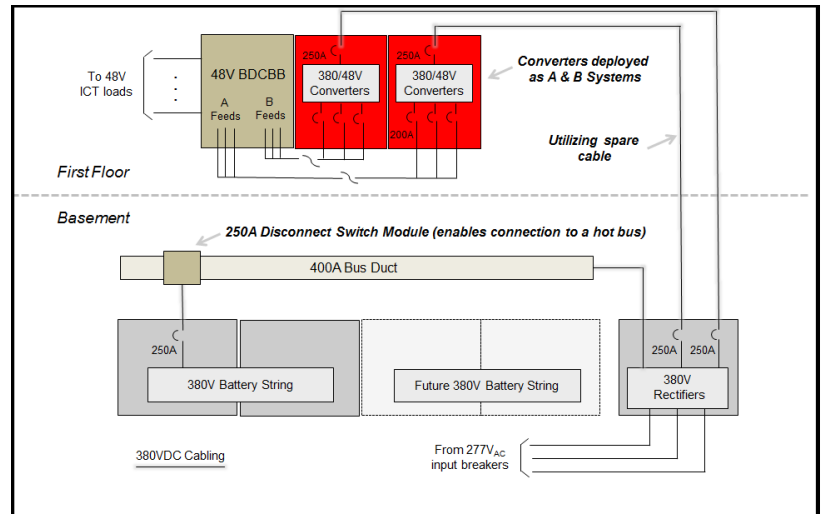 250A
250A
48V BDCBB
380/48V
Converters
380/48V
Converters
Converters deployed
as A & B Systems
To 48V
ICT loads
A
Feeds
B
Feeds
200A
Utilizing spare
cable
First Floor
Basement
250A Disconnect Switch Module (enables connection to a hot bus)
400A Bus Duct
250A
250A
250A
380V Battery String
Future 380V Battery String
380V
Rectifiers
380VDC Cabling
From 277VAC
input breakers